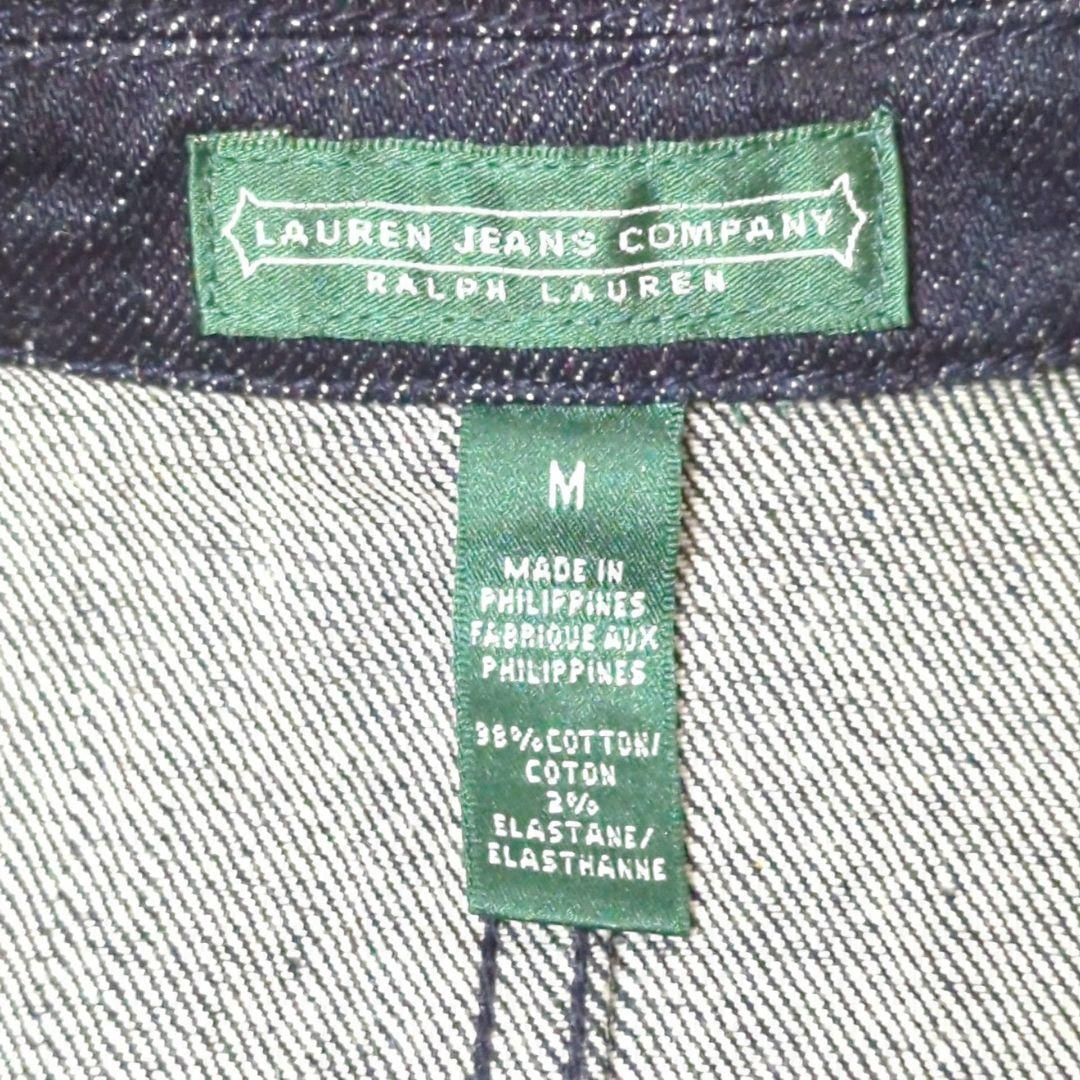 LAUREN JEANS COMPANY
RALPH LAUREN
M
MADE IN
PHILIPPINES
FABRIQUE AUX
PHILIPPINES
98% COTTON/
COTON
2%
ELASTANE/
ELASTHANNE